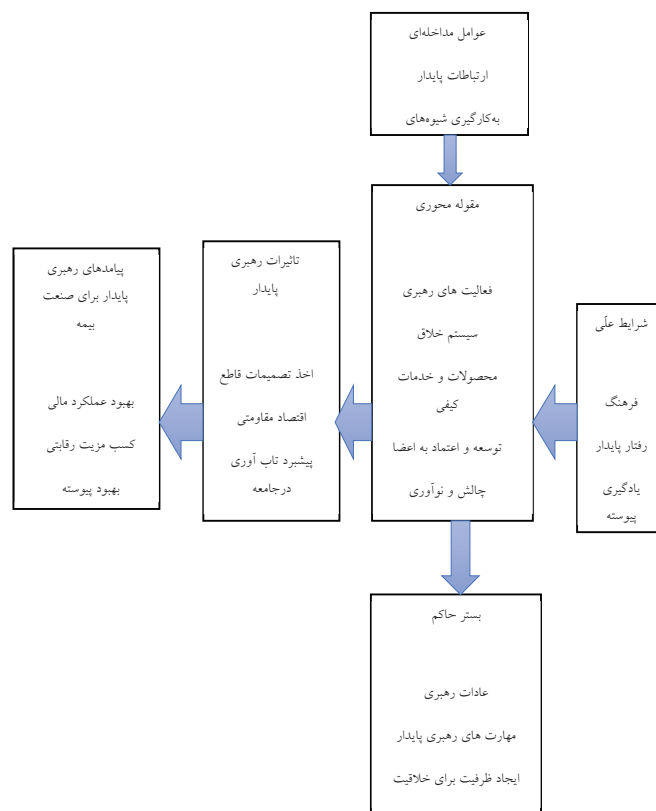 عوامل مداخله‌ای
ارتباطات پایدار
به‌کارگیری شیوه‌های
مقوله محوری
فعالیت های رهبری
سیستم خلاق
محصولات و خدمات
کیفی
توسعه و اعتماد به اعضا
چالش و نوآوری
شرایط علّی
فرهنگ
رفتار پایدار
یادگیری
پیوسته
تاثیرات رهبری
پایدار
اخذ تصمیمات قاطع
اقتصاد مقاومتی
پیشبرد تاب آوری
درجامعه
پیامدهای رهبری
پایدار برای صنعت
بیمه
بهبود عملکرد مالی
کسب مزیت رقابتی
بهبود پیوسته
بستر حاکم
عادات رهبری
مهارت های رهبری پایدار
ایجاد ظرفیت برای خلاقیت